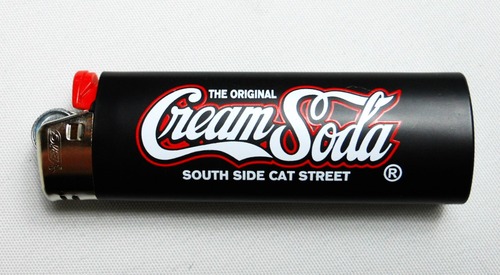 THE ORIGINAL
Cream Soda
SOUTH SIDE CAT STREET ®